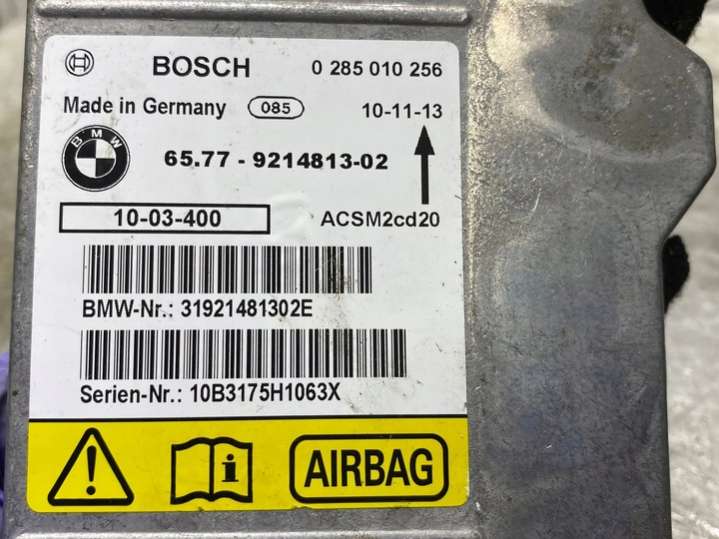 BOSCH 0 285 010 256
Made in Germany 085 10-11-13
BMW
65.77 - 9214813-02
10-03-400 ACSM2cd20
BMW-Nr.: 31921481302E
Serien-Nr.: 10B3175H1063X
! i AIRBAG